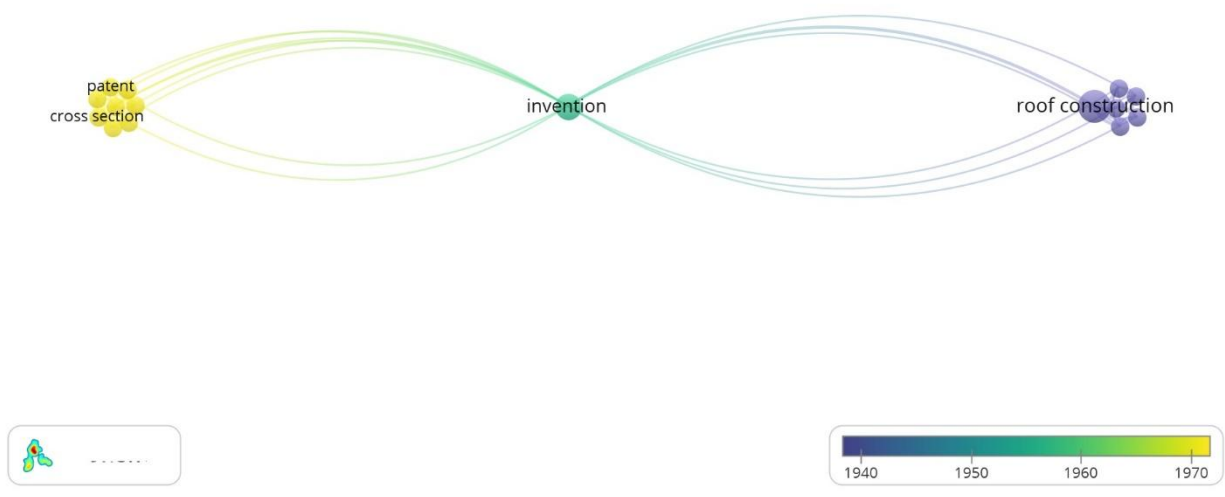 patent
cross section
invention
roof construction
1940 1950 1960 1970